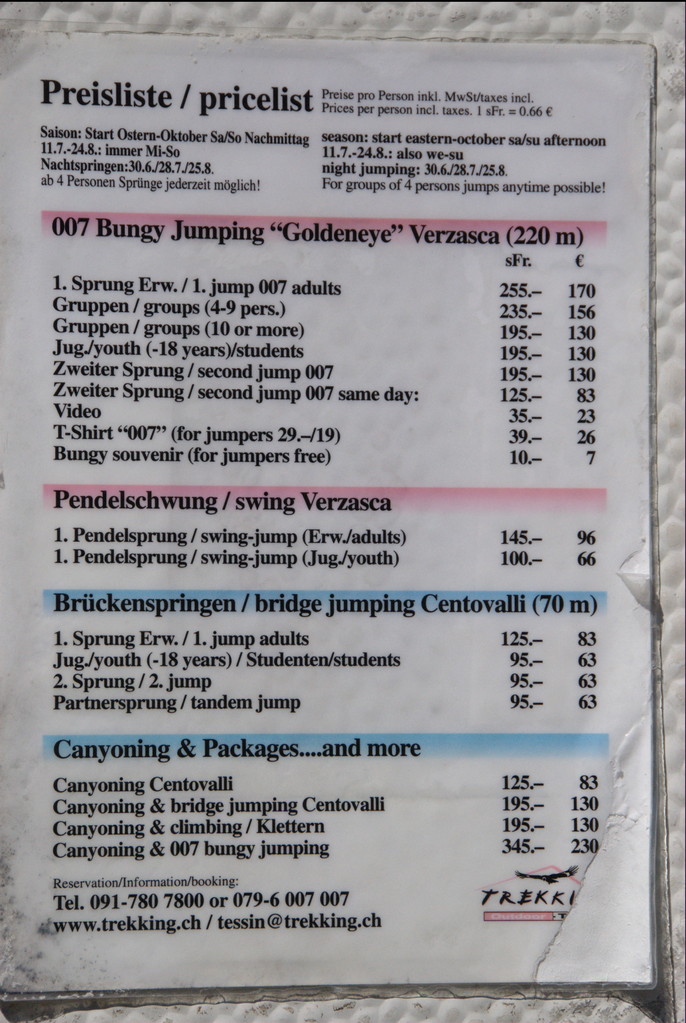 Preisliste / pricelist Preise pro Person inkl. MwSt/taxes incl.
Prices per person incl. taxes. 1 sFr. = 0.66 €
Saison: Start Ostern-Oktober Sa/So Nachmittag
11.7.-24.8.: immer Mi-So
Nachtspringen:30.6./28.7./25.8.
ab 4 Personen Sprünge jederzeit möglich!
season: start eastern-october sa/su afternoon
11.7.-24.8.: also we-su
night jumping: 30.6./28.7./25.8.
For groups of 4 persons jumps anytime possible!
007 Bungy Jumping “Goldeneye” Verzasca (220 m)
sFr. €
1. Sprung Erw. / 1. jump 007 adults 255.– 170
Gruppen / groups (4-9 pers.) 235.– 156
Gruppen / groups (10 or more) 195.– 130
Jug./youth (-18 years)/students 195.– 130
Zweiter Sprung / second jump 007 195.– 130
Zweiter Sprung / second jump 007 same day: 125.– 83
Video 35.– 23
T-Shirt “007” (for jumpers 29.–/19) 39.– 26
Bungy souvenir (for jumpers free) 10.– 7
Pendelschwung / swing Verzasca
1. Pendelsprung / swing-jump (Erw./adults) 145.– 96
1. Pendelsprung / swing-jump (Jug./youth) 100.– 66
Brückenspringen / bridge jumping Centovalli (70 m)
1. Sprung Erw. / 1. jump adults 125.– 83
Jug./youth (-18 years) / Studenten/students 95.– 63
2. Sprung / 2. jump 95.– 63
Partnersprung / tandem jump 95.– 63
Canyoning & Packages....and more
Canyoning Centovalli 125.– 83
Canyoning & bridge jumping Centovalli 195.– 130
Canyoning & climbing / Klettern 195.– 130
Canyoning & 007 bungy jumping 345.– 230
Reservation/Information/booking:
Tel. 091-780 7800 or 079-6 007 007
www.trekking.ch / tessin@trekking.ch
TREKKI
Outdoor T